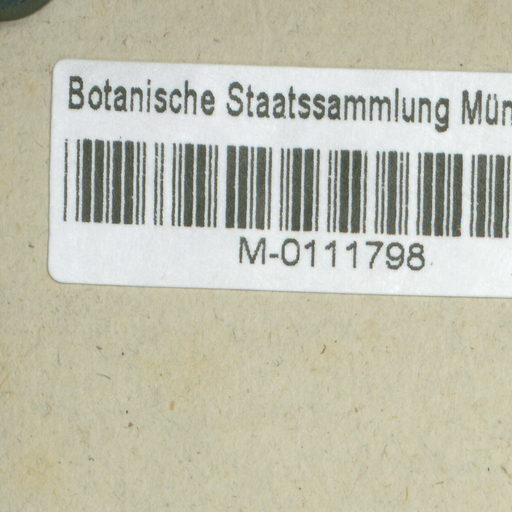 Botanische Staatssammlung Mün
M-0111798